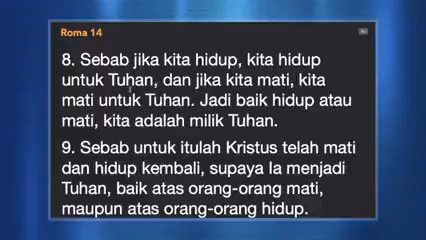 Roma 14
8. Sebab jika kita hidup, kita hidup
untuk Tuhan, dan jika kita mati, kita
mati untuk Tuhan. Jadi baik hidup atau
mati, kita adalah milik Tuhan.
9. Sebab untuk itulah Kristus telah mati
dan hidup kembali, supaya Ia menjadi
Tuhan, baik atas orang-orang mati,
maupun atas orang-orang hidup.